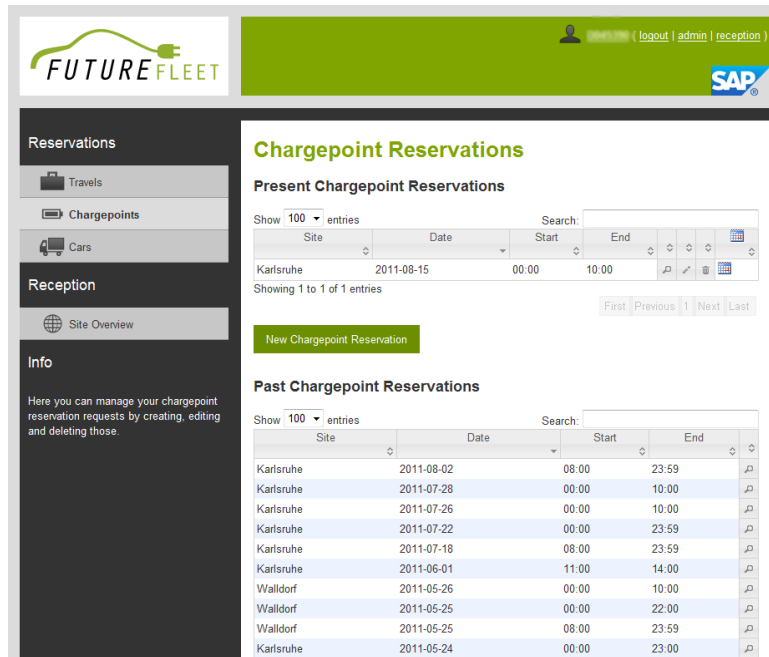 FUTUREFLEET
( logout | admin | reception )
SAP®
Reservations
Travels
Chargepoints
Cars
Reception
Site Overview
Info
Here you can manage your chargepoint
reservation requests by creating, editing
and deleting those.
Chargepoint Reservations
Present Chargepoint Reservations
Show 100 entries Search:
Site Date Start End
Karlsruhe 2011-08-15 00:00 10:00
Showing 1 to 1 of 1 entries
First Previous 1 Next Last
New Chargepoint Reservation
Past Chargepoint Reservations
Show 100 entries Search:
Site Date Start End
Karlsruhe 2011-08-02 08:00 23:59
Karlsruhe 2011-07-28 00:00 10:00
Karlsruhe 2011-07-26 00:00 10:00
Karlsruhe 2011-07-22 00:00 23:59
Karlsruhe 2011-07-18 08:00 23:59
Karlsruhe 2011-06-01 11:00 14:00
Walldorf 2011-05-26 00:00 10:00
Walldorf 2011-05-25 00:00 22:00
Walldorf 2011-05-25 08:00 23:59
Karlsruhe 2011-05-24 00:00 23:00